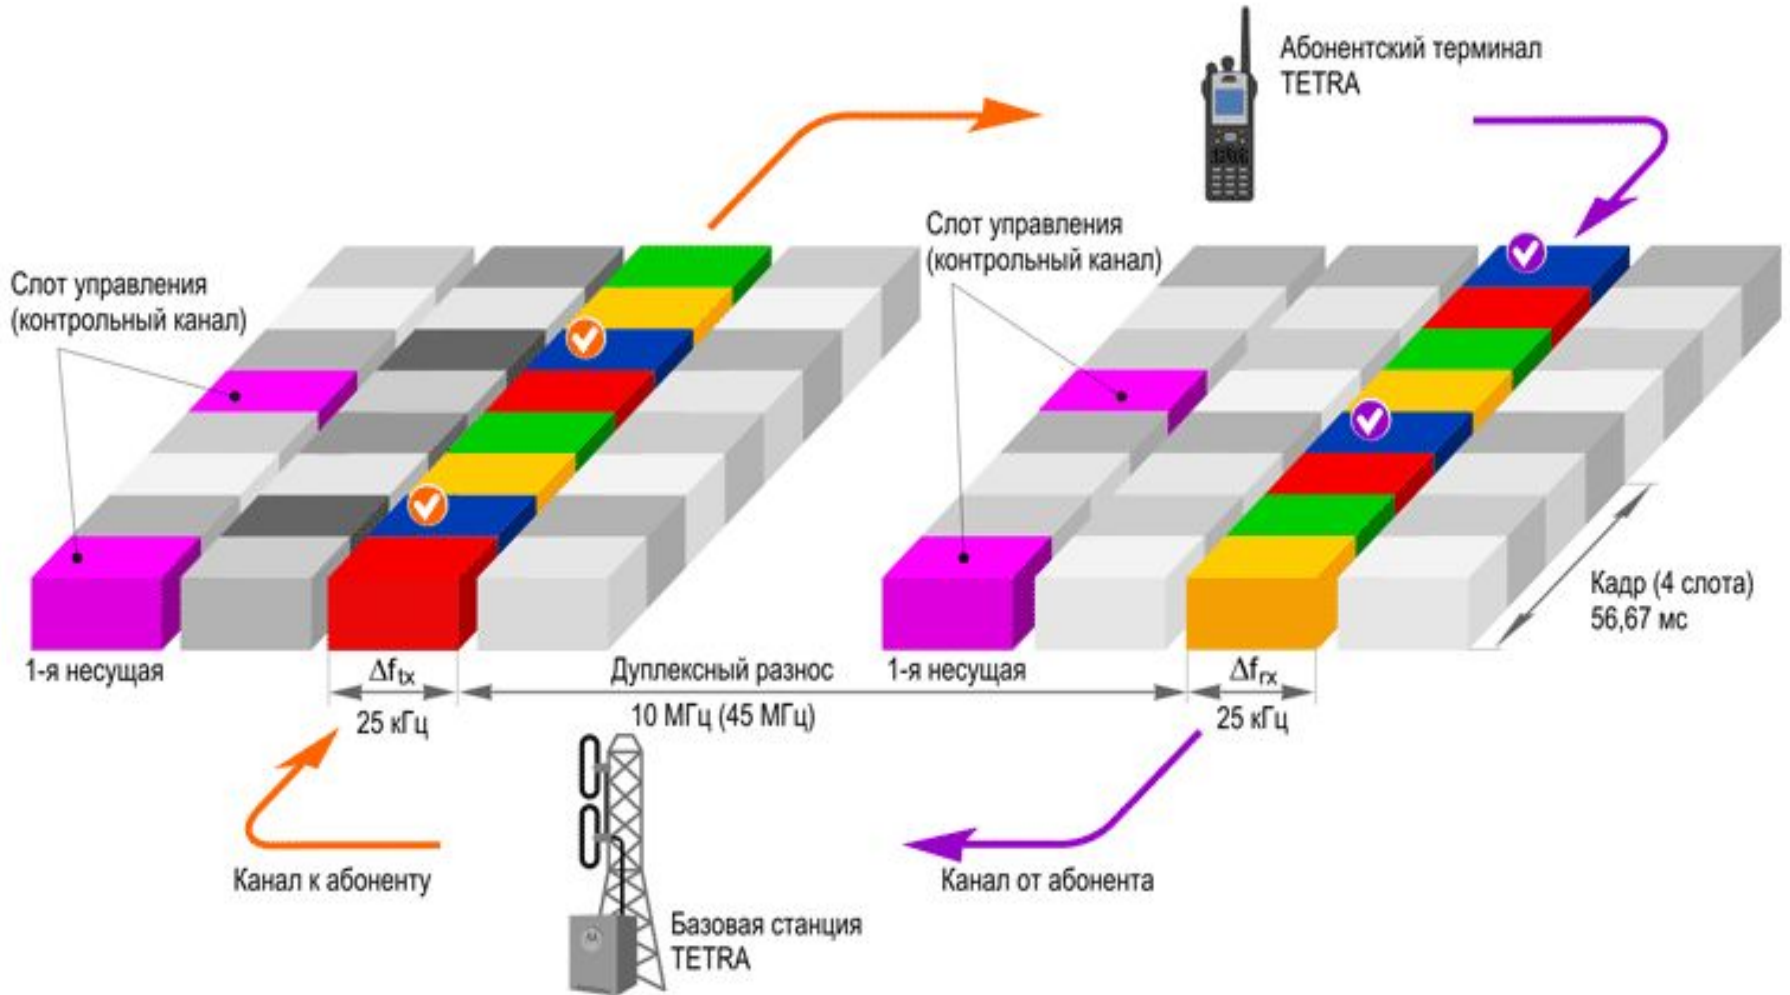 Абонентский терминал
TETRA
Слот управления
(контрольный канал)
Слот управления
(контрольный канал)
Кадр (4 слота)
56,67 мс
1-я несущая
Δftx
25 кГц
Дуплексный разнос
10 МГц (45 МГц)
1-я несущая
Δfrx
25 кГц
Канал к абоненту
Канал от абонента
Базовая станция
TETRA